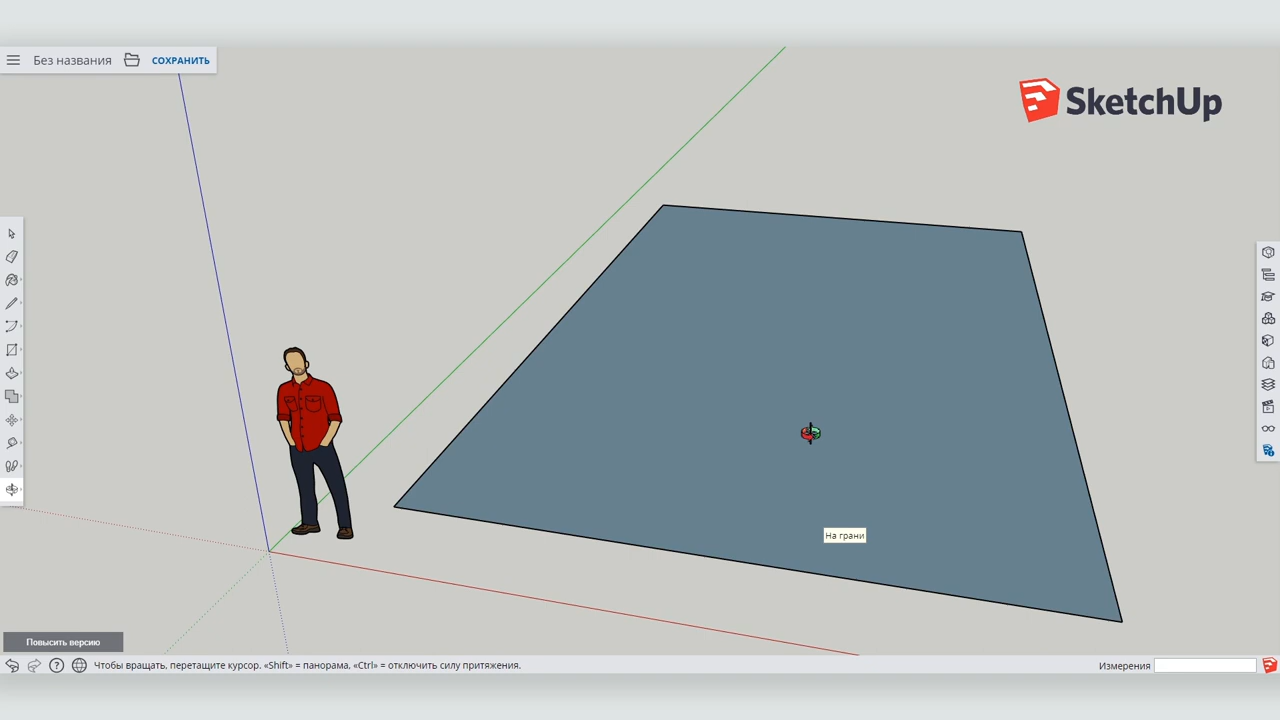 Без названия
СОХРАНИТЬ
SketchUp
На грани
Повысить версию
Чтобы вращать, перетащите курсор. «Shift» = панорама, «Ctrl» = отключить силу притяжения.
Измерения